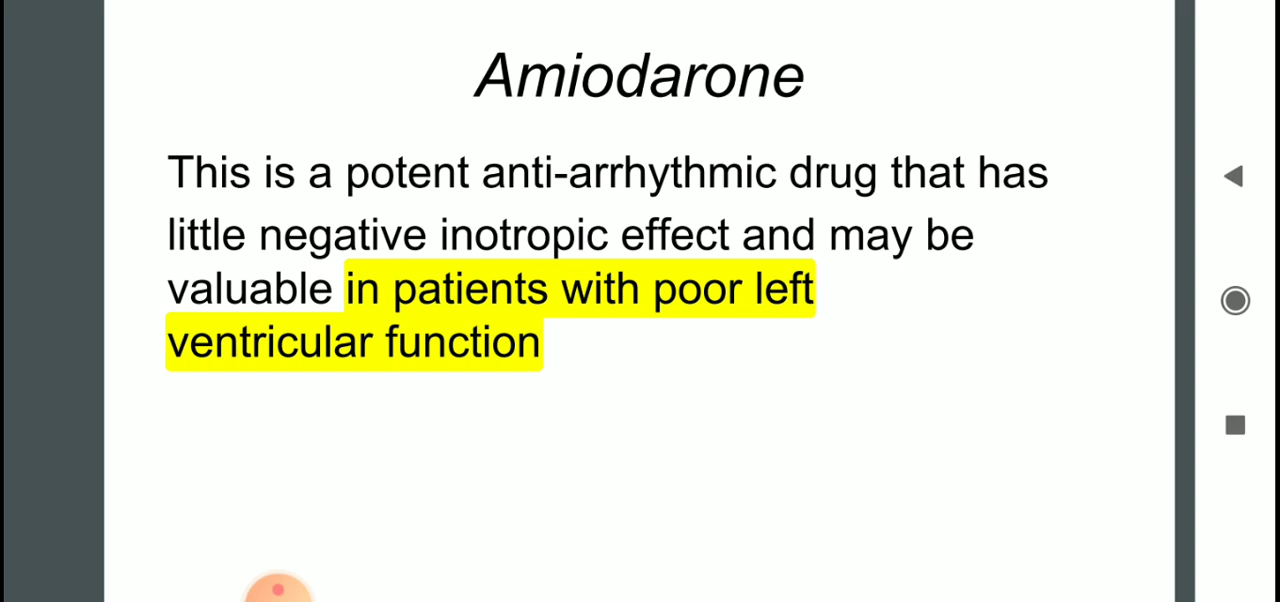 Amiodarone
This is a potent anti-arrhythmic drug that has
little negative inotropic effect and may be
valuable in patients with poor left
ventricular function